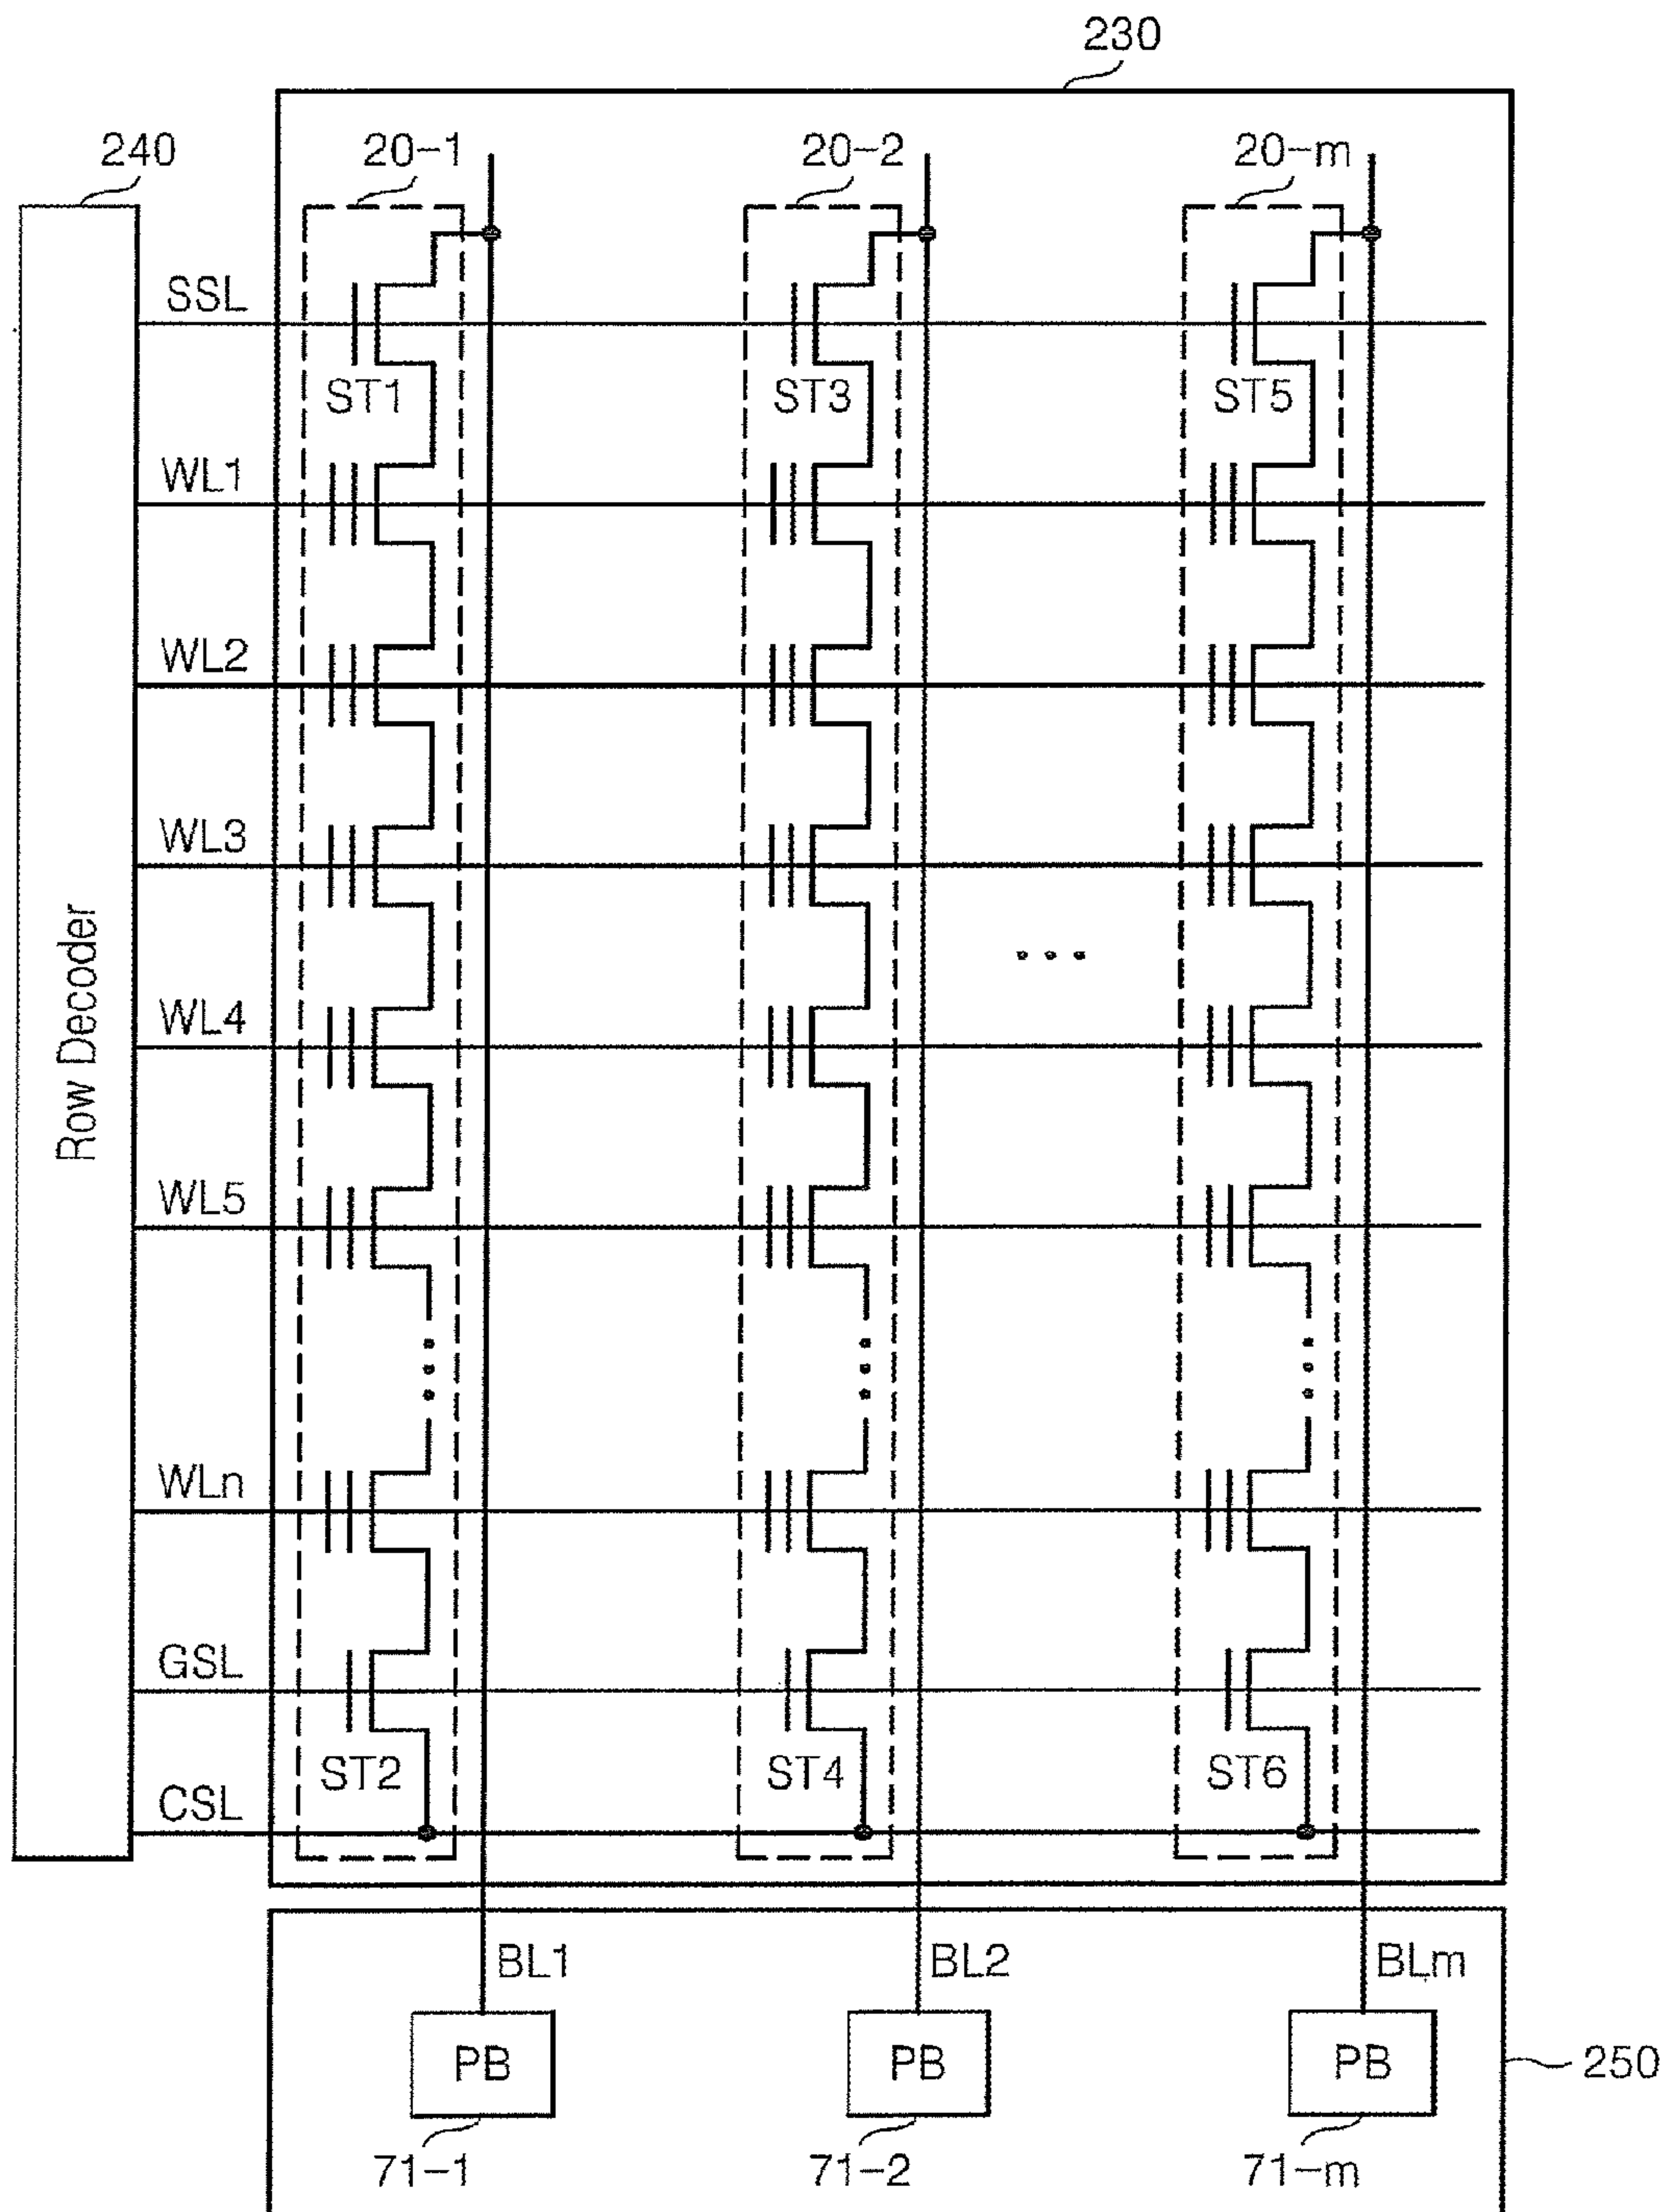 230
240
20-1
20-2
20-m
SSL
ST1
ST3
ST5
WL1
WL2
WL3
Row Decoder
WL4
WL5
WLn
GSL
ST2
ST4
ST6
CSL
BL1
BL2
BLm
PB
PB
PB
250
71-1
71-2
71-m